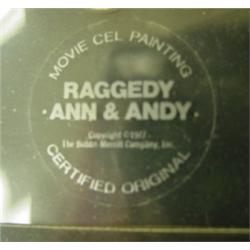 MOVIE CEL PAINTING
RAGGEDY
· ANN & ANDY ·
Copyright © 1977
The Bobbs Merrill Company, Inc.
CERTIFIED ORIGINAL